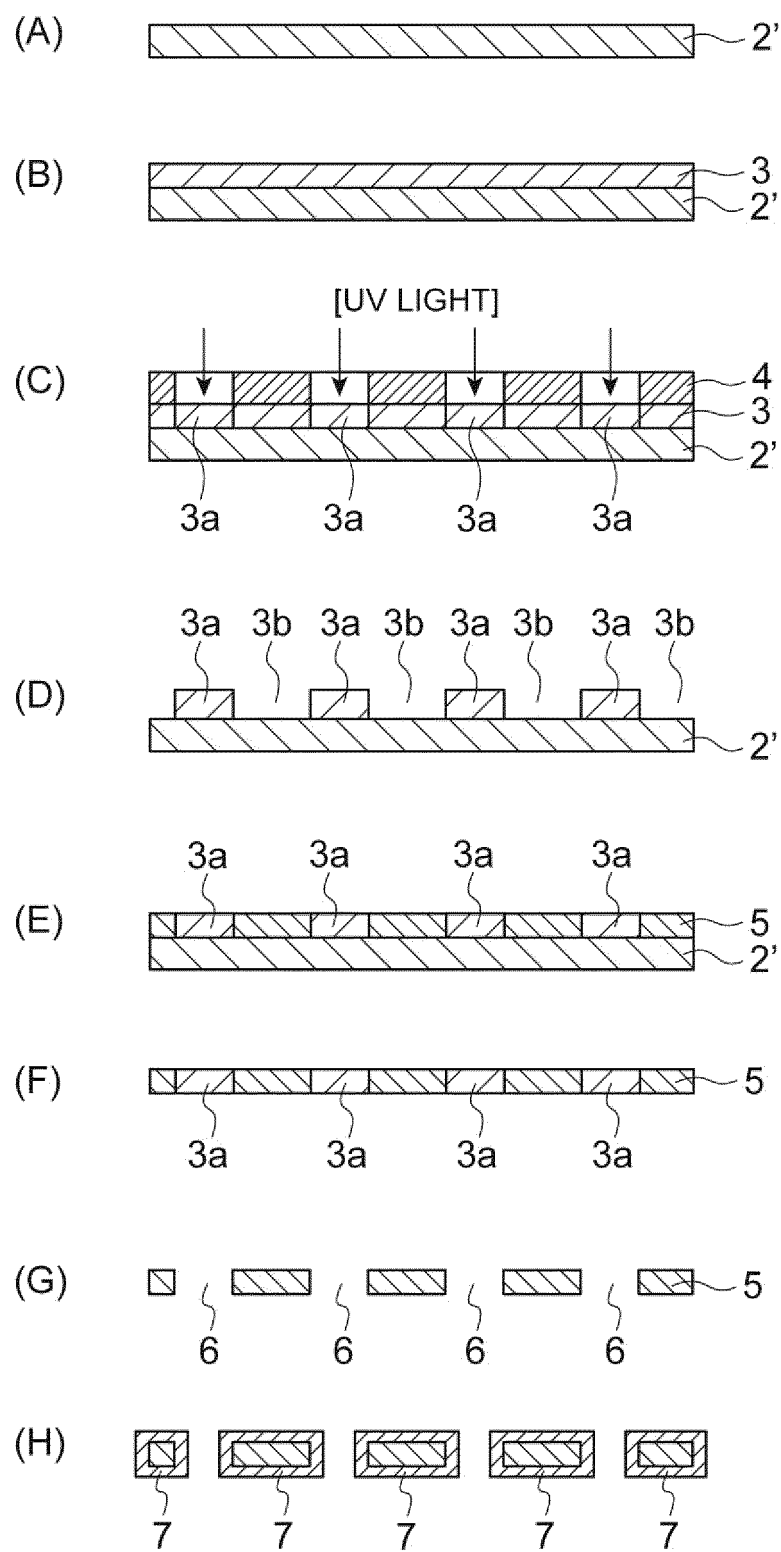 (A) 2'
(B) 3
2'
[UV LIGHT]
(C) 4
3
2'
3a 3a 3a 3a
3a 3b 3a 3b 3a 3b 3a 3b
(D)
2'
3a 3a 3a 3a
(E) 5
2'
(F) 5
3a 3a 3a 3a
(G) 5
6 6 6 6
(H)
7 7 7 7 7